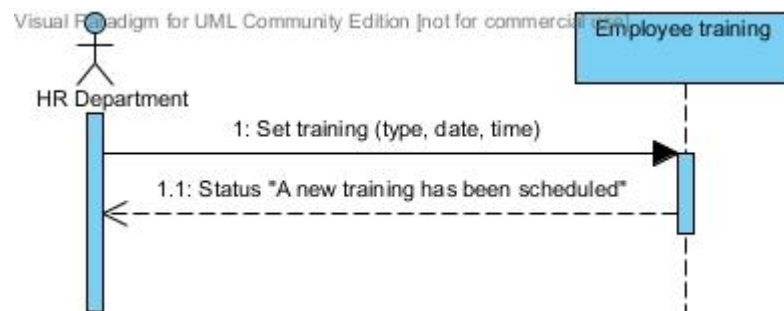 Visual Paradigm for UML Community Edition [not for commercial use]
Employee training
HR Department
1: Set training (type, date, time)
1.1: Status "A new training has been scheduled"